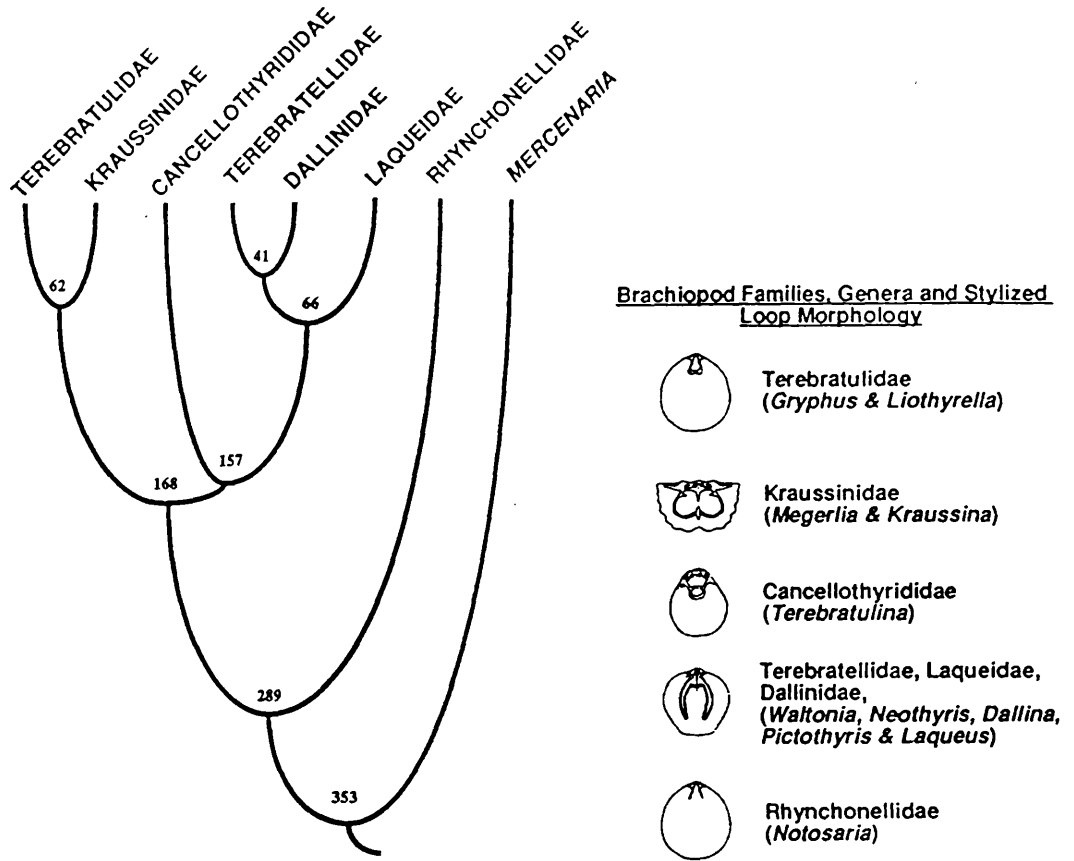 TEREBRATULIDAE
KRAUSSINIDAE
CANCELLOTHYRIDIDAE
TEREBRATELLIDAE
DALLINIDAE
LAQUEIDAE
RHYNCHONELLIDAE
MERCENARIA
41
62
66
157
168
289
353
Brachiopod Families, Genera and Stylized
Loop Morphology
Terebratulidae
(Gryphus & Liothyrella)
Kraussinidae
(Megerlia & Kraussina)
Cancellothyrididae
(Terebratulina)
Terebratellidae, Laqueidae,
Dallinidae,
(Waltonia, Neothyris, Dallina,
Pictothyris & Laqueus)
Rhynchonellidae
(Notosaria)